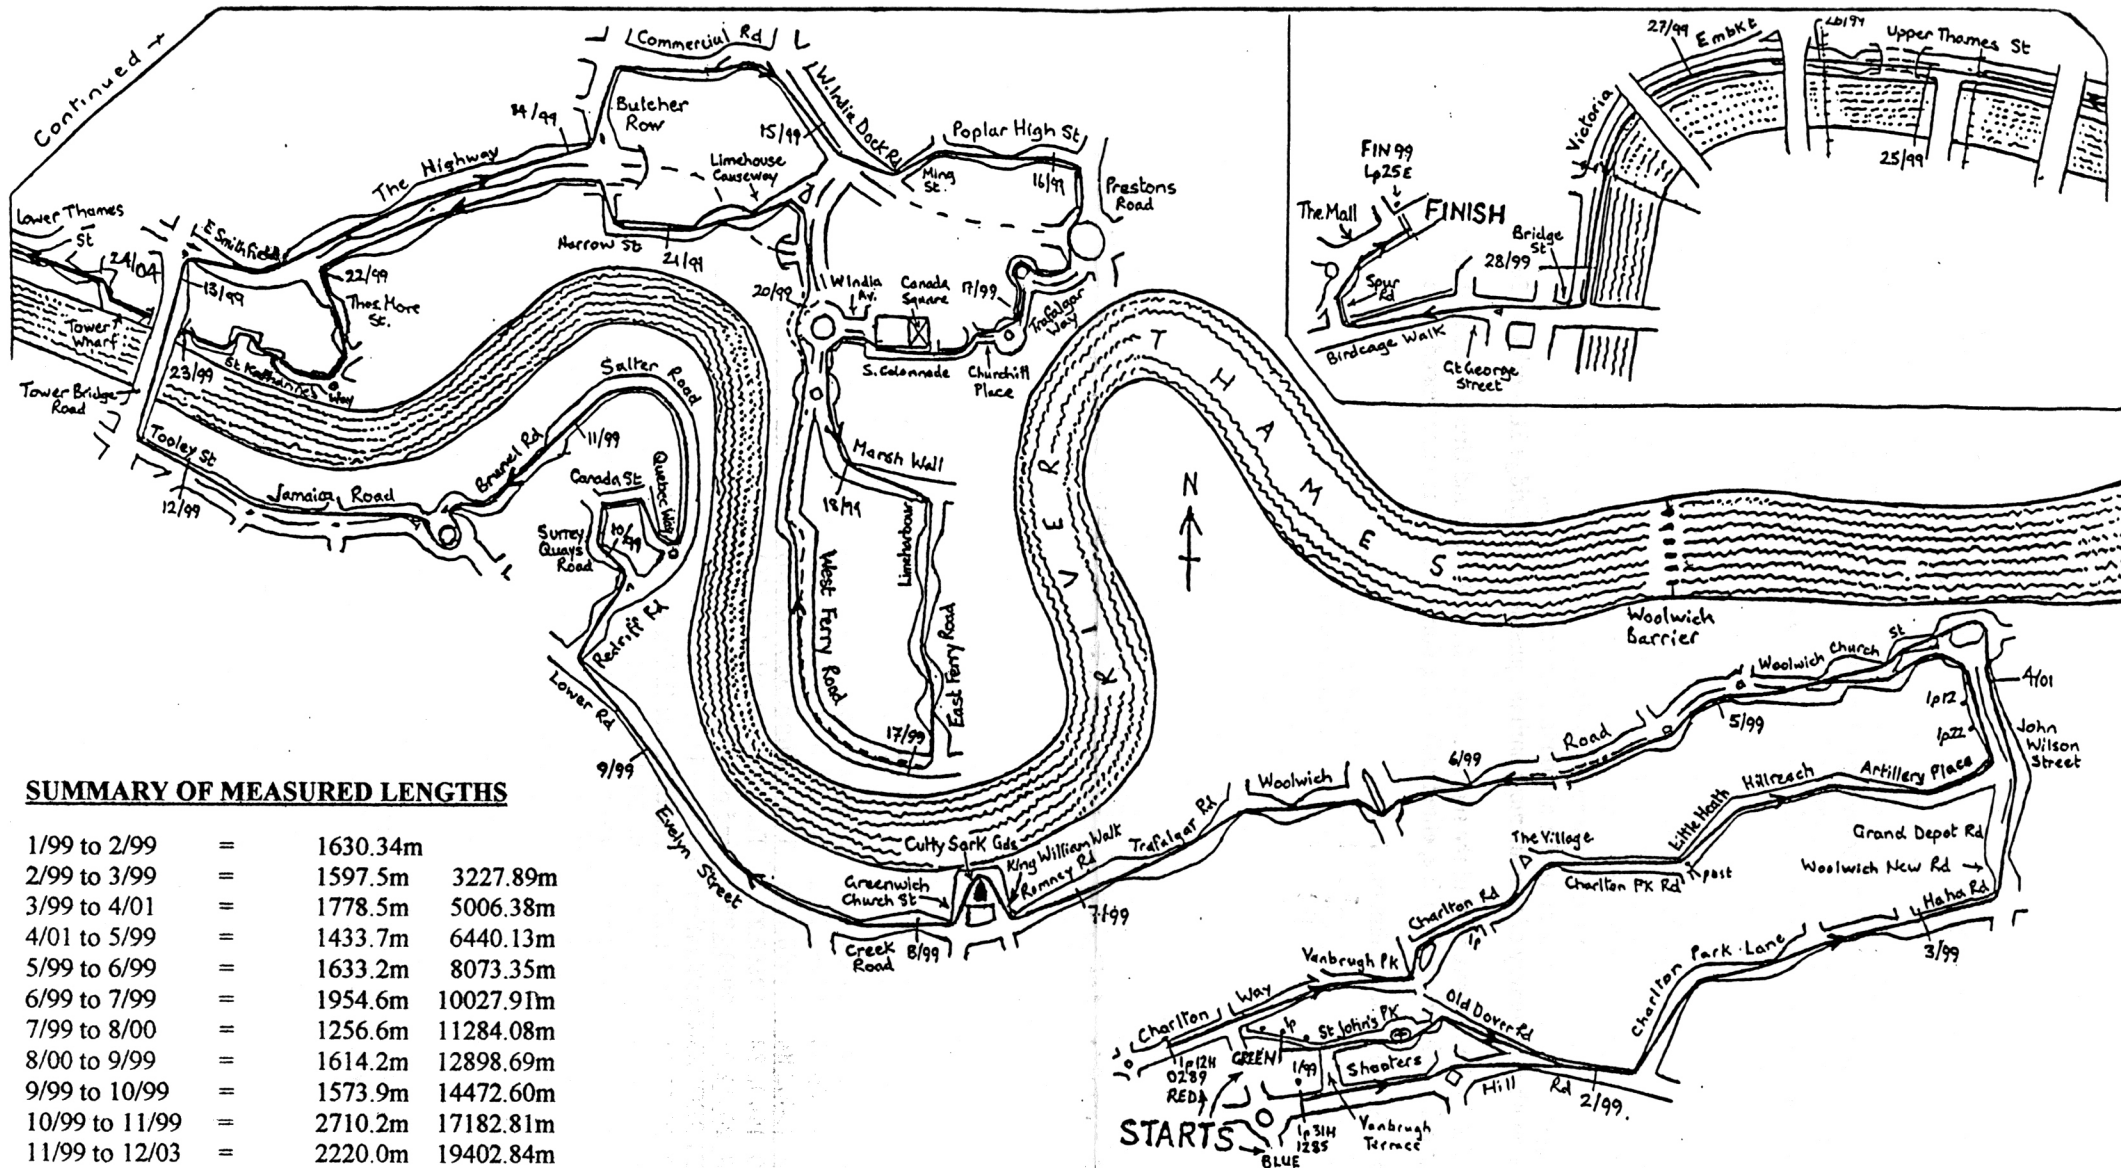 Continued →
Commercial Rd
W. India Dock Rd
Butcher
Row
14/99
15/99
The Highway
Limehouse
Causeway
Poplar High St
Ming
St.
16/99
Prestons
Road
Lower Thames
St
24/04
E Smithfield
13/99
22/99
Thos. More
St.
Narrow St
21/99
20/99
W India
Av.
Canada
Square
17/99
Trafalgar
Way
Tower
Wharf
St Katharine's Way
23/99
Tower Bridge
Road
S. Colonnade
Churchill
Place
Salter Road
Tooley St
12/99
Jamaica Road
Brunel Rd
11/99
Canada St
Quebec Way
Surrey
Quays
Road
10/99
Redriff Rd
Lower Rd
9/99
Evelyn Street
Marsh Wall
18/99
Limeharbour
West Ferry Road
East Ferry Road
17/99
RIVER THAMES
N
Woolwich
Barrier
27/99
Embkt
Upper Thames St
Victoria
25/99
FIN 99
Lp25E
The Mall
FINISH
Bridge
St
28/99
Spur
Rd
Birdcage Walk
Gt George
Street
Woolwich Church St
4/01
lp12
lp22
John
Wilson
Street
5/99
Road
6/99
Woolwich
Artillery Place
Hillreach
Little Heath
Grand Depot Rd
Woolwich New Rd
Haha Rd
3/99
The Village
Charlton Pk Rd
post
Charlton Rd
lp
Charlton Park Lane
Trafalgar Rd
Cutty Sark Gds
King William Walk
Romney Rd
7/99
Greenwich
Church St
Creek
Road
8/99
Vanbrugh Pk
Charlton Way
Old Dover Rd
lp
St John's Pk
GREEN
lp12H
0289
RED
1/99
Shooters
Hill Rd
2/99.
STARTS
BLUE
lp31H
1285
Vanbrugh
Terrace
SUMMARY OF MEASURED LENGTHS
1/99 to 2/99 = 1630.34m
2/99 to 3/99 = 1597.5m 3227.89m
3/99 to 4/01 = 1778.5m 5006.38m
4/01 to 5/99 = 1433.7m 6440.13m
5/99 to 6/99 = 1633.2m 8073.35m
6/99 to 7/99 = 1954.6m 10027.91m
7/99 to 8/00 = 1256.6m 11284.08m
8/00 to 9/99 = 1614.2m 12898.69m
9/99 to 10/99 = 1573.9m 14472.60m
10/99 to 11/99 = 2710.2m 17182.81m
11/99 to 12/03 = 2220.0m 19402.84m